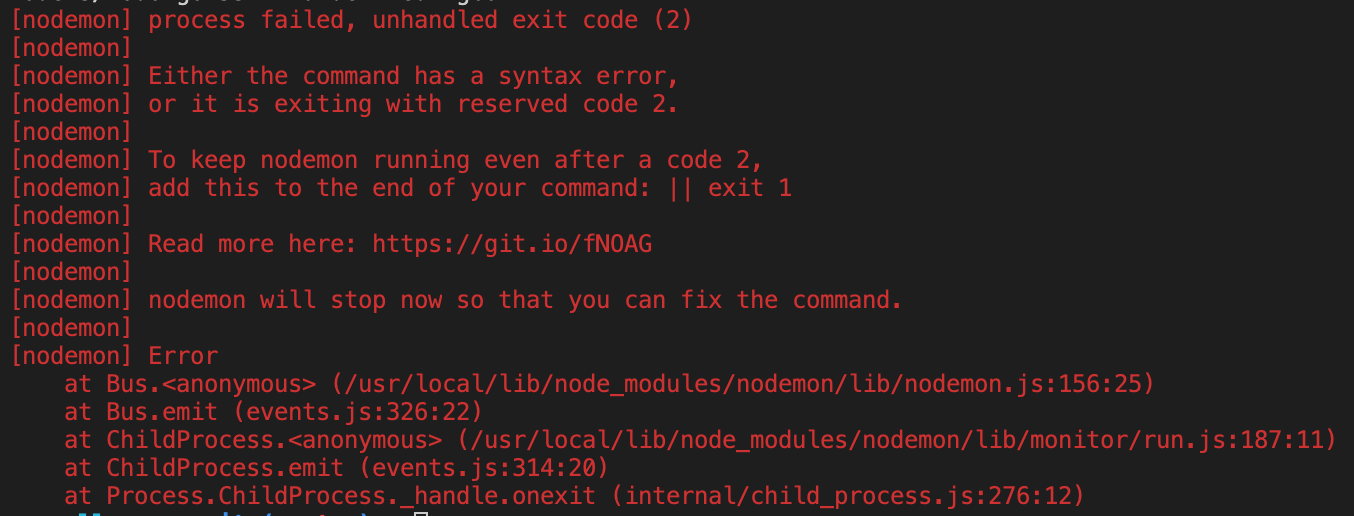 [nodemon] process failed, unhandled exit code (2)
[nodemon]
[nodemon] Either the command has a syntax error,
[nodemon] or it is exiting with reserved code 2.
[nodemon]
[nodemon] To keep nodemon running even after a code 2,
[nodemon] add this to the end of your command: || exit 1
[nodemon]
[nodemon] Read more here: https://git.io/fNOAG
[nodemon]
[nodemon] nodemon will stop now so that you can fix the command.
[nodemon]
[nodemon] Error
    at Bus.<anonymous> (/usr/local/lib/node_modules/nodemon/lib/nodemon.js:156:25)
    at Bus.emit (events.js:326:22)
    at ChildProcess.<anonymous> (/usr/local/lib/node_modules/nodemon/lib/monitor/run.js:187:11)
    at ChildProcess.emit (events.js:314:20)
    at Process.ChildProcess._handle.onexit (internal/child_process.js:276:12)